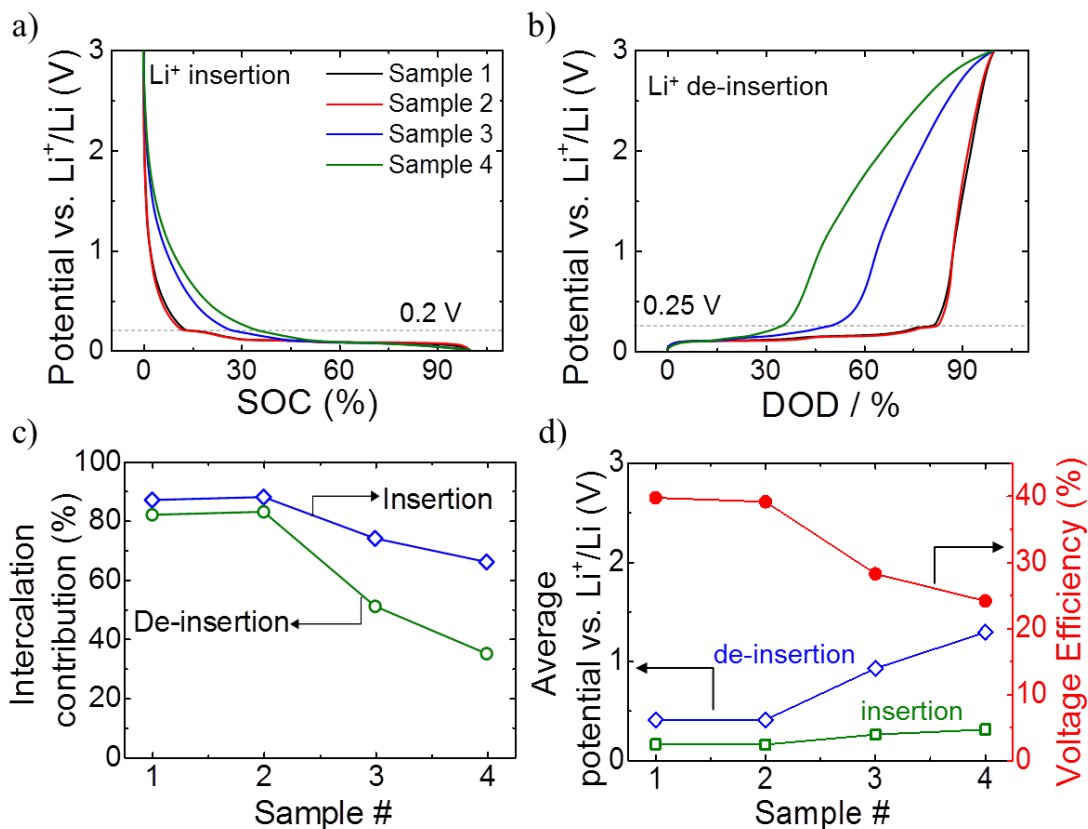 a)
Potential vs. Li⁺/Li (V)
3
2
1
0
Li⁺ insertion
Sample 1
Sample 2
Sample 3
Sample 4
0.2 V
0 30 60 90
SOC (%)
b)
Potential vs. Li⁺/Li (V)
3
2
1
0
Li⁺ de-insertion
0.25 V
0 30 60 90
DOD / %
c)
Intercalation
contribution (%)
100
80
60
40
20
0
Insertion
De-insertion
1 2 3 4
Sample #
d)
Average
potential vs. Li⁺/Li (V)
3
2
1
0
de-insertion
insertion
1 2 3 4
Sample #
40
30
20
10
0
Voltage Efficiency (%)